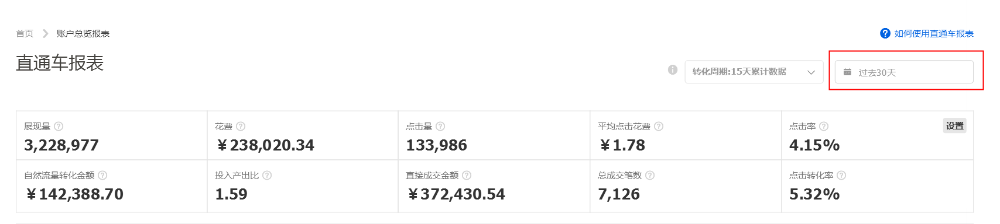 首页 > 账户总览报表
? 如何使用直通车报表
直通车报表
转化周期:15天累计数据
过去30天
展现量 ?
3,228,977
花费 ?
￥238,020.34
点击量 ?
133,986
平均点击花费 ?
￥1.78
点击率 ?
4.15%
设置
自然流量转化金额 ?
￥142,388.70
投入产出比 ?
1.59
直接成交金额 ?
￥372,430.54
总成交笔数 ?
7,126
点击转化率 ?
5.32%